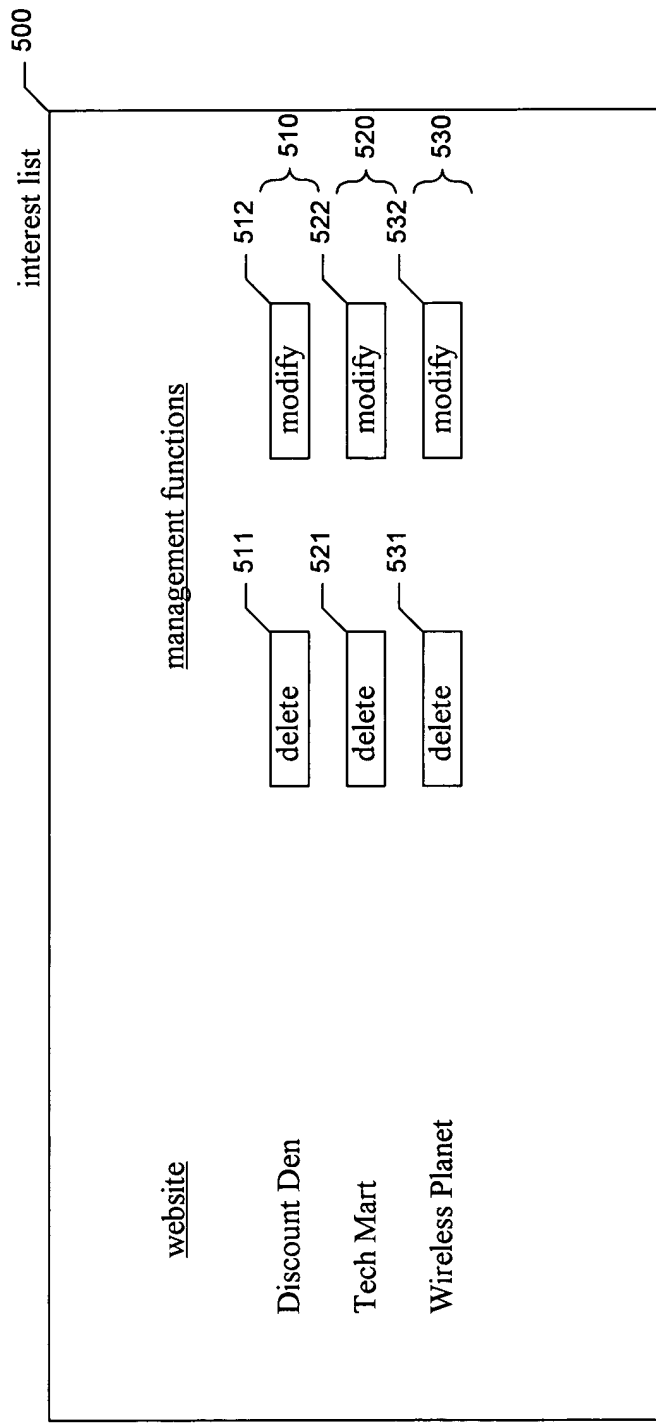 interest list 500
website management functions
511 512
Discount Den delete modify 510
521 522
Tech Mart delete modify 520
531 532
Wireless Planet delete modify 530